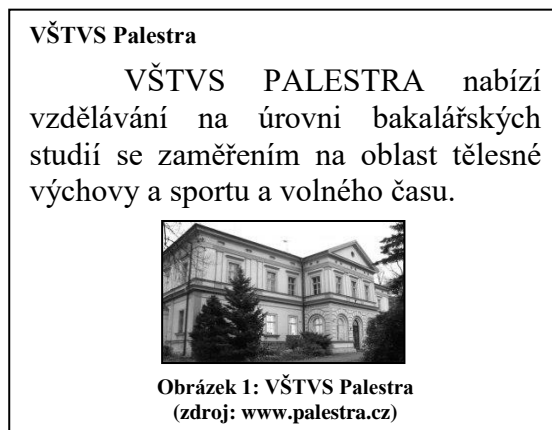 VŠTVS Palestra
VŠTVS PALESTRA nabízí
vzdělávání na úrovni bakalářských
studií se zaměřením na oblast tělesné
výchovy a sportu a volného času.
Obrázek 1: VŠTVS Palestra
(zdroj: www.palestra.cz)